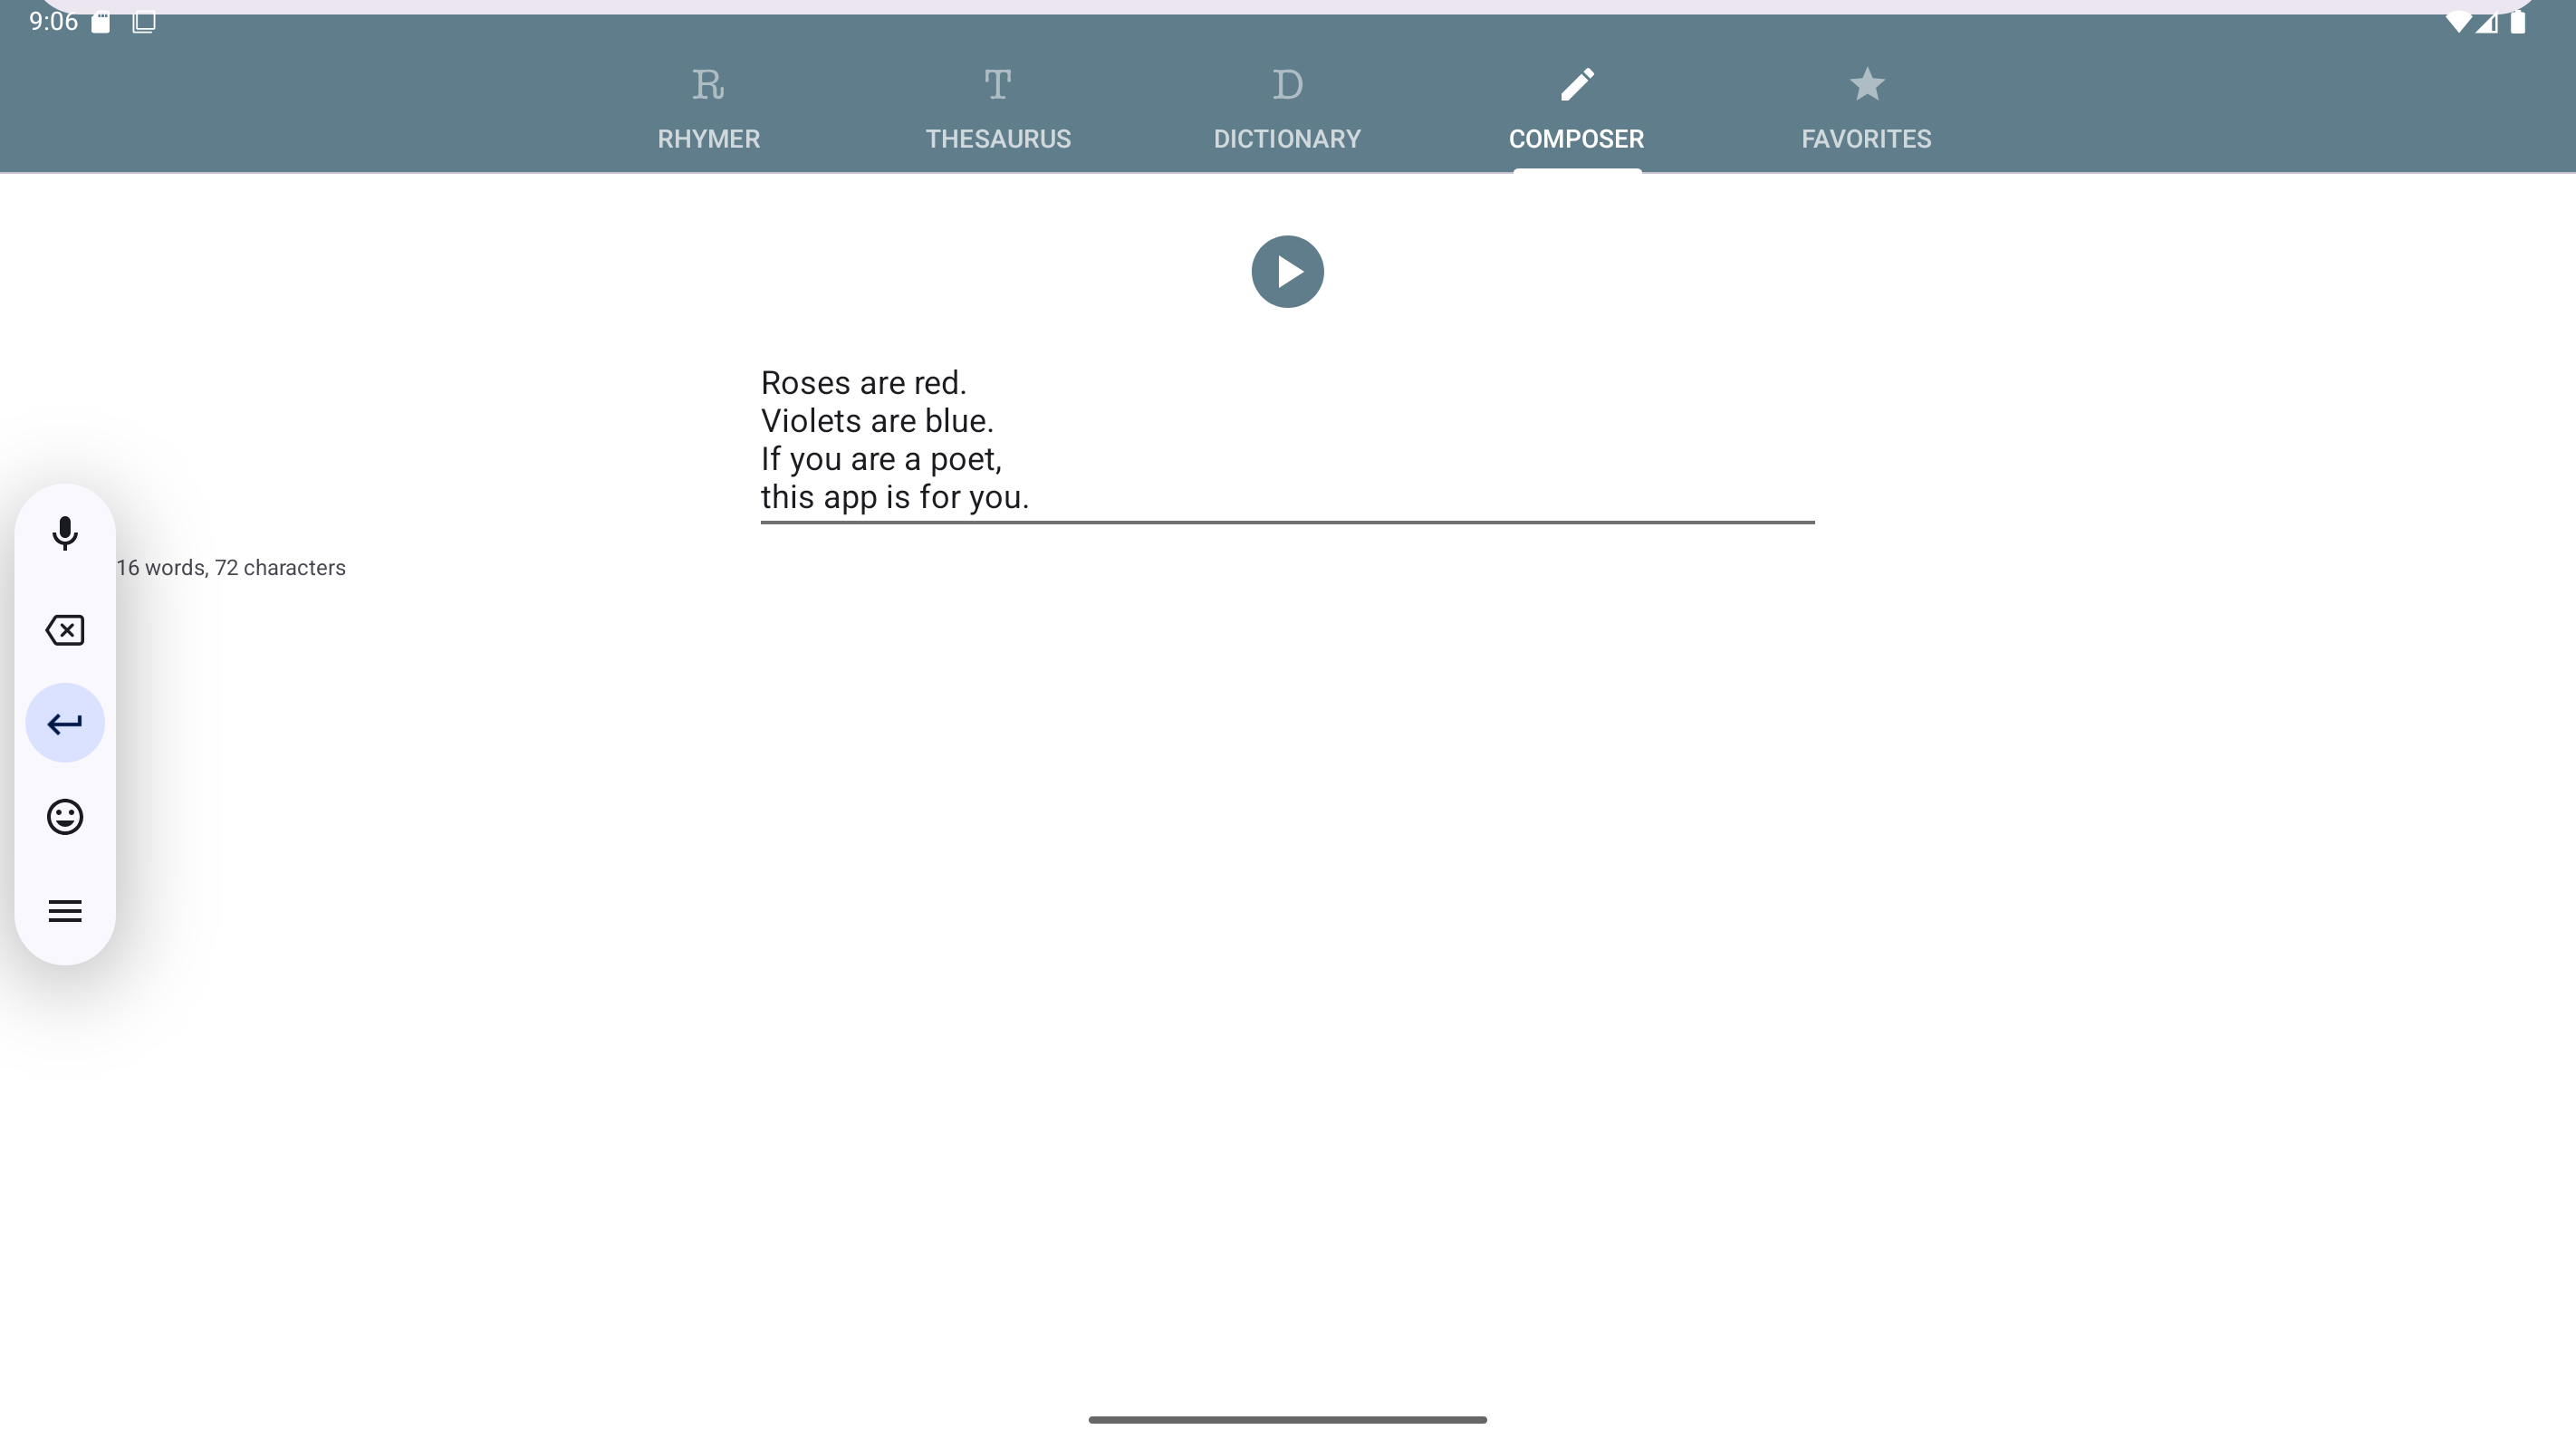 9:06
R T D
RHYMER THESAURUS DICTIONARY COMPOSER FAVORITES
Roses are red.
Violets are blue.
If you are a poet,
this app is for you.
16 words, 72 characters